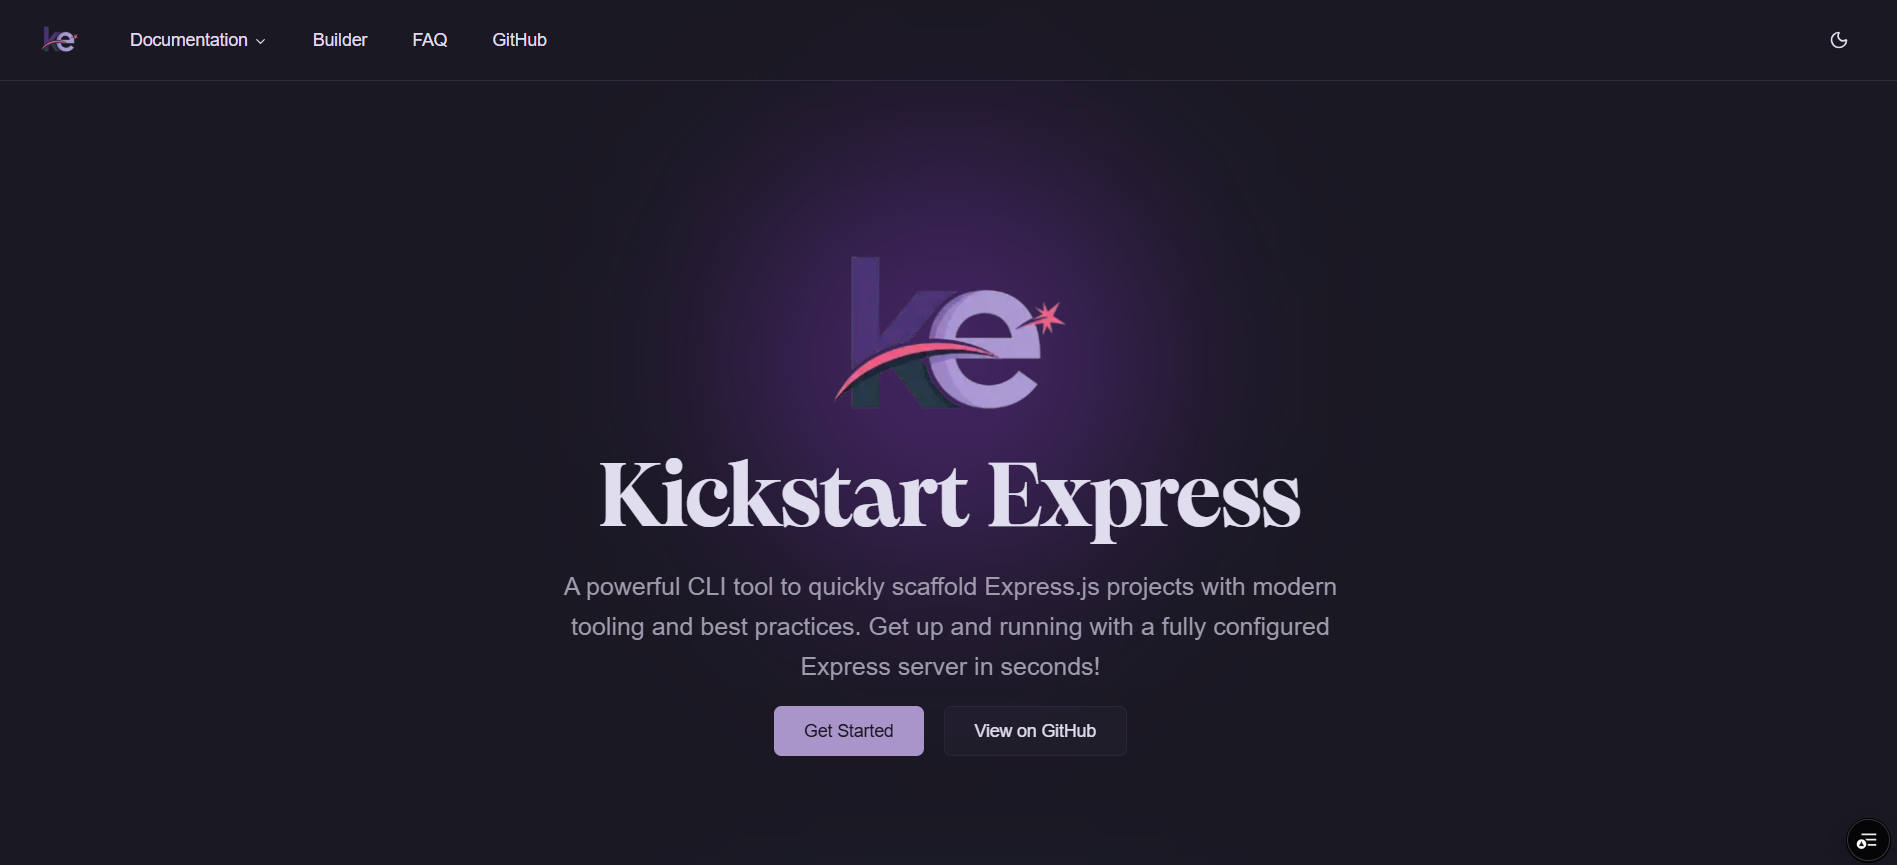 ke
Documentation
Builder
FAQ
GitHub
ke
Kickstart Express
A powerful CLI tool to quickly scaffold Express.js projects with modern
tooling and best practices. Get up and running with a fully configured
Express server in seconds!
Get Started
View on GitHub